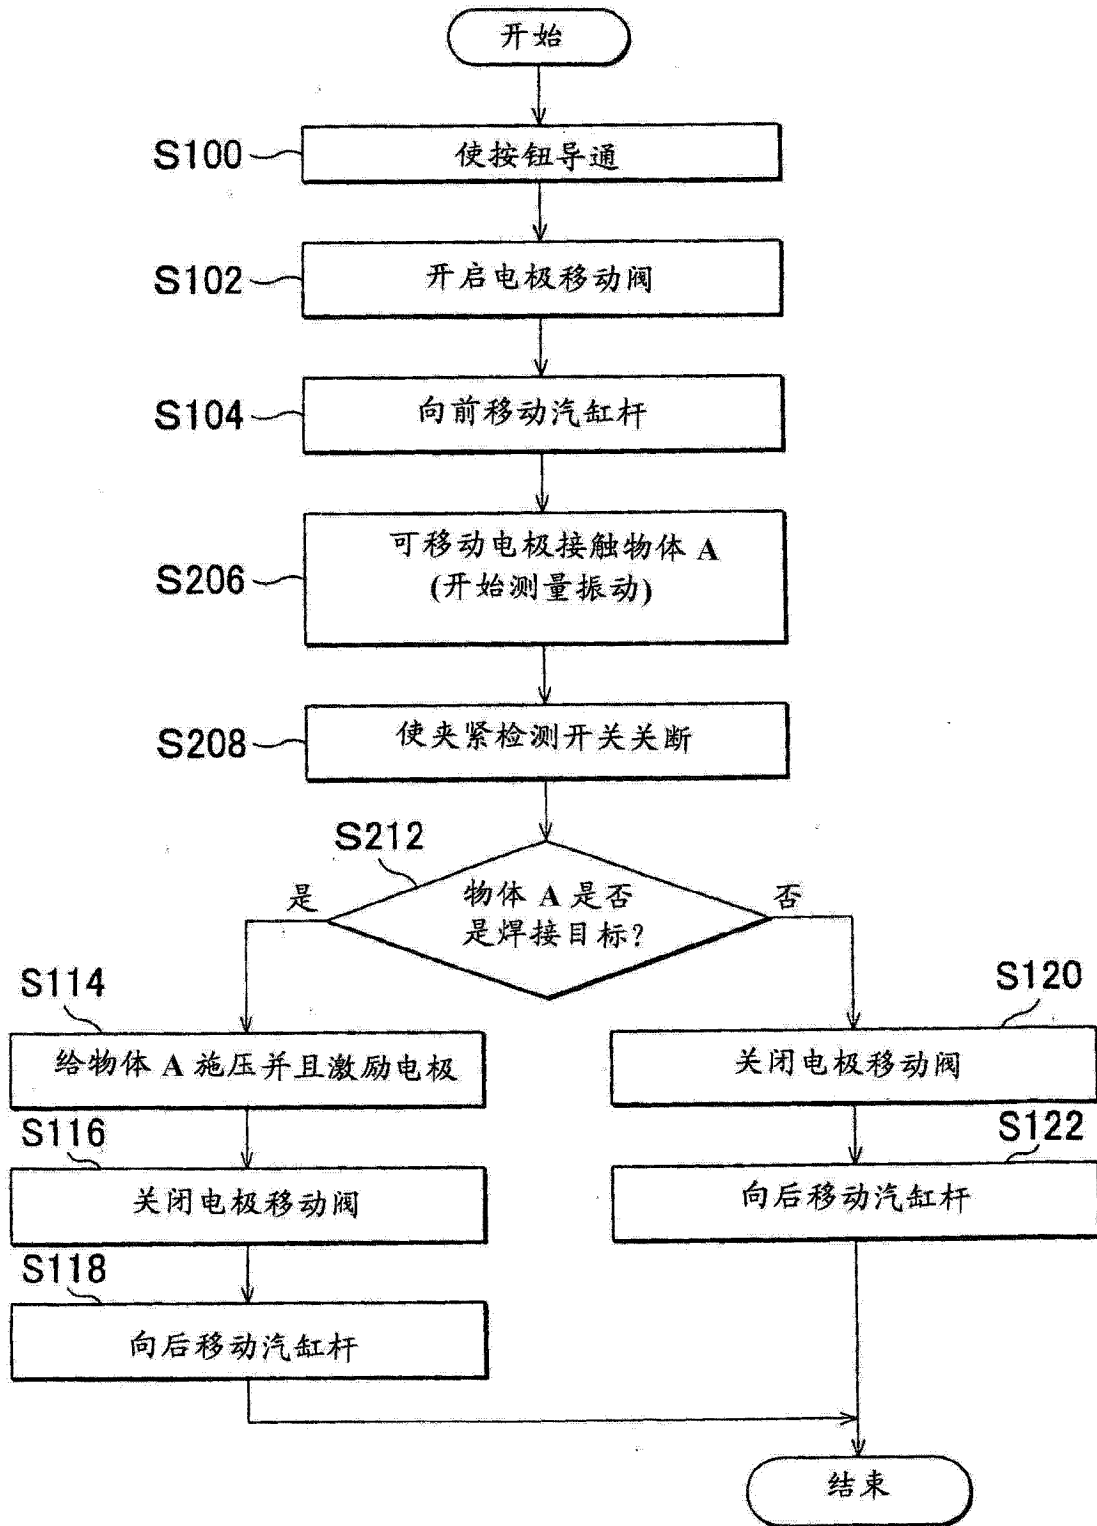 开始
S100
使按钮导通
S102
开启电极移动阀
S104
向前移动汽缸杆
S206
可移动电极接触物体 A
(开始测量振动)
S208
使夹紧检测开关关断
S212
物体 A 是否
是焊接目标?
是
否
S114
给物体 A 施压并且激励电极
S116
关闭电极移动阀
S118
向后移动汽缸杆
S120
关闭电极移动阀
S122
向后移动汽缸杆
结束